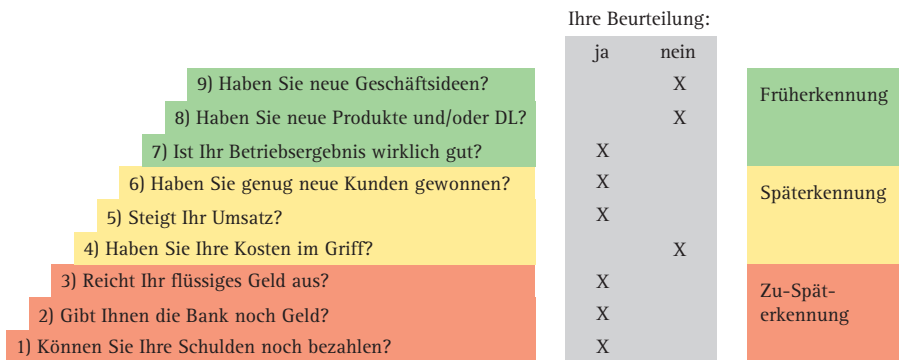 Ihre Beurteilung:
ja nein
9) Haben Sie neue Geschäftsideen? X
8) Haben Sie neue Produkte und/oder DL? X
Früherkennung
7) Ist Ihr Betriebsergebnis wirklich gut? X
6) Haben Sie genug neue Kunden gewonnen? X
Späterkennung
5) Steigt Ihr Umsatz? X
4) Haben Sie Ihre Kosten im Griff? X
3) Reicht Ihr flüssiges Geld aus? X
Zu-Spät-
2) Gibt Ihnen die Bank noch Geld? X
erkennung
1) Können Sie Ihre Schulden noch bezahlen? X